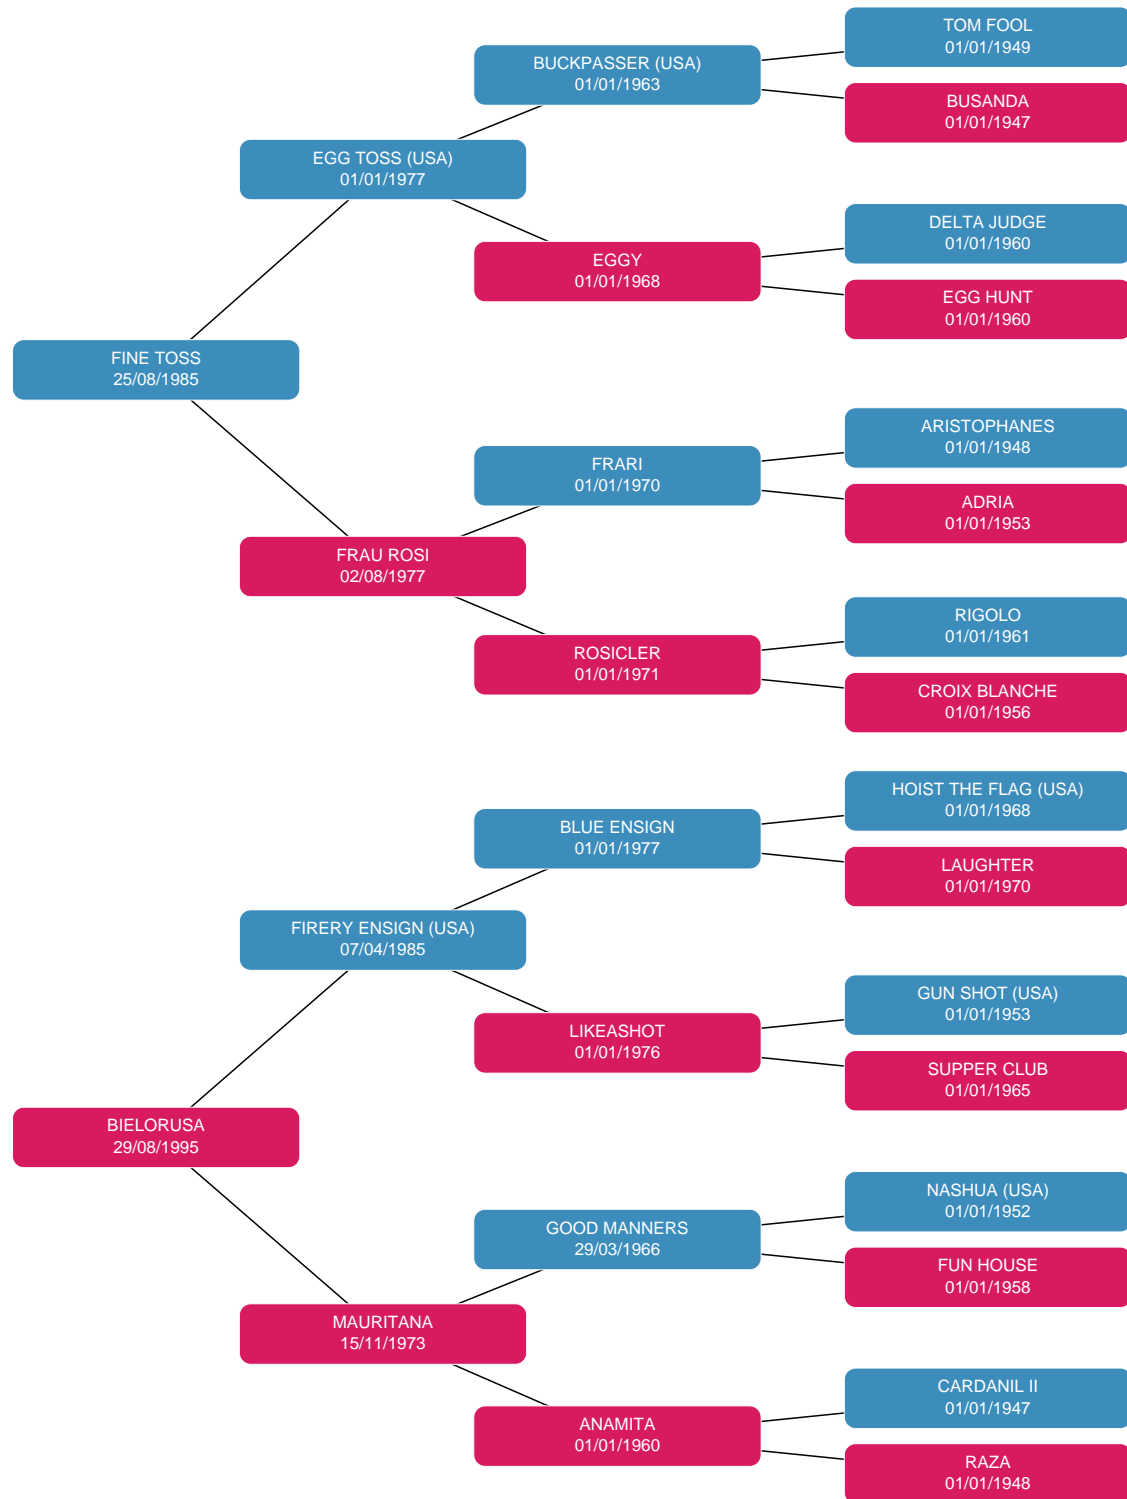 TOM FOOL
01/01/1949
BUCKPASSER (USA)
01/01/1963
BUSANDA
01/01/1947
EGG TOSS (USA)
01/01/1977
DELTA JUDGE
01/01/1960
EGGY
01/01/1968
EGG HUNT
01/01/1960
FINE TOSS
25/08/1985
ARISTOPHANES
01/01/1948
FRARI
01/01/1970
ADRIA
01/01/1953
FRAU ROSI
02/08/1977
RIGOLO
01/01/1961
ROSICLER
01/01/1971
CROIX BLANCHE
01/01/1956
HOIST THE FLAG (USA)
01/01/1968
BLUE ENSIGN
01/01/1977
LAUGHTER
01/01/1970
FIRERY ENSIGN (USA)
07/04/1985
GUN SHOT (USA)
01/01/1953
LIKEASHOT
01/01/1976
SUPPER CLUB
01/01/1965
BIELORUSA
29/08/1995
NASHUA (USA)
01/01/1952
GOOD MANNERS
29/03/1966
FUN HOUSE
01/01/1958
MAURITANA
15/11/1973
CARDANIL II
01/01/1947
ANAMITA
01/01/1960
RAZA
01/01/1948